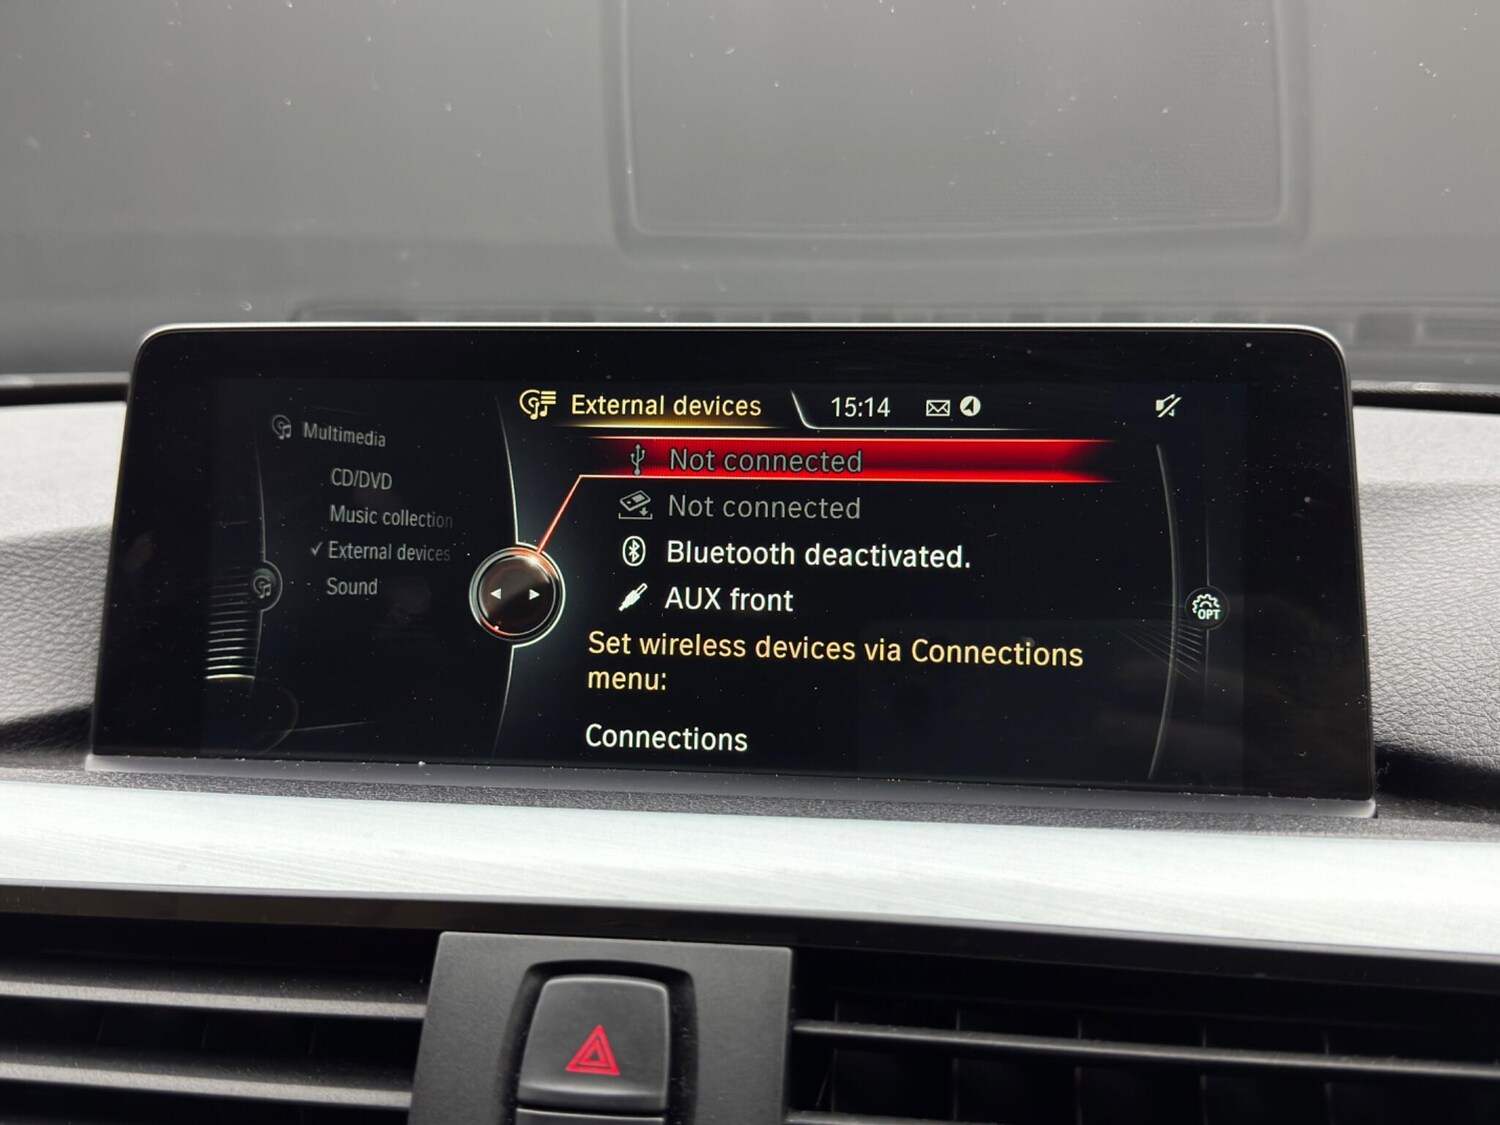 External devices 15:14
Multimedia
CD/DVD
Music collection
External devices
Sound
Not connected
Not connected
Bluetooth deactivated.
AUX front
Set wireless devices via Connections
menu:
Connections
OPT